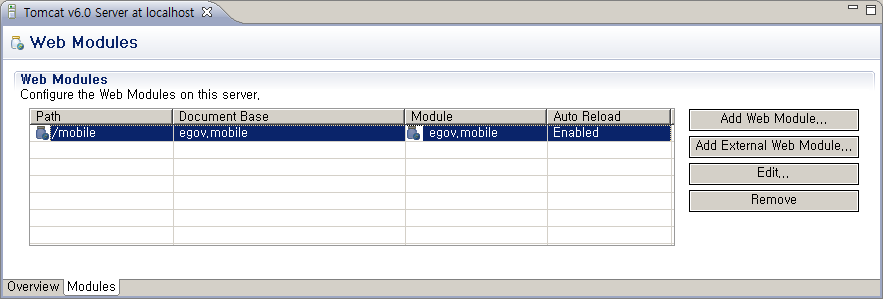 Tomcat v6.0 Server at localhost
Web Modules
Web Modules
Configure the Web Modules on this server.
Path Document Base Module Auto Reload
/mobile egov.mobile egov.mobile Enabled
Add Web Module...
Add External Web Module...
Edit...
Remove
Overview Modules